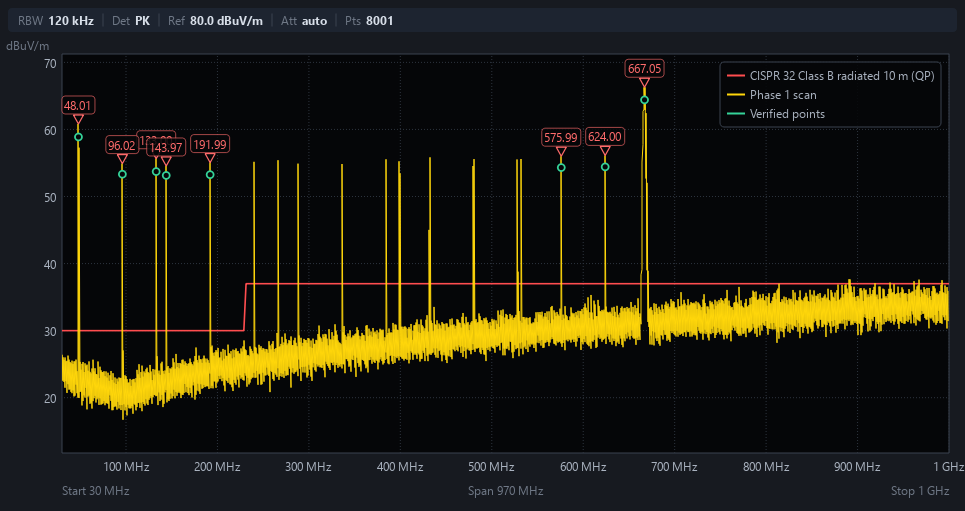 RBW 120 kHz | Det PK | Ref 80.0 dBuV/m | Att auto | Pts 8001
dBuV/m
70
60
50
40
30
20
48.01
96.02
143.97
191.99
575.99
624.00
667.05
CISPR 32 Class B radiated 10 m (QP)
Phase 1 scan
Verified points
100 MHz 200 MHz 300 MHz 400 MHz 500 MHz 600 MHz 700 MHz 800 MHz 900 MHz 1 GHz
Start 30 MHz Span 970 MHz Stop 1 GHz